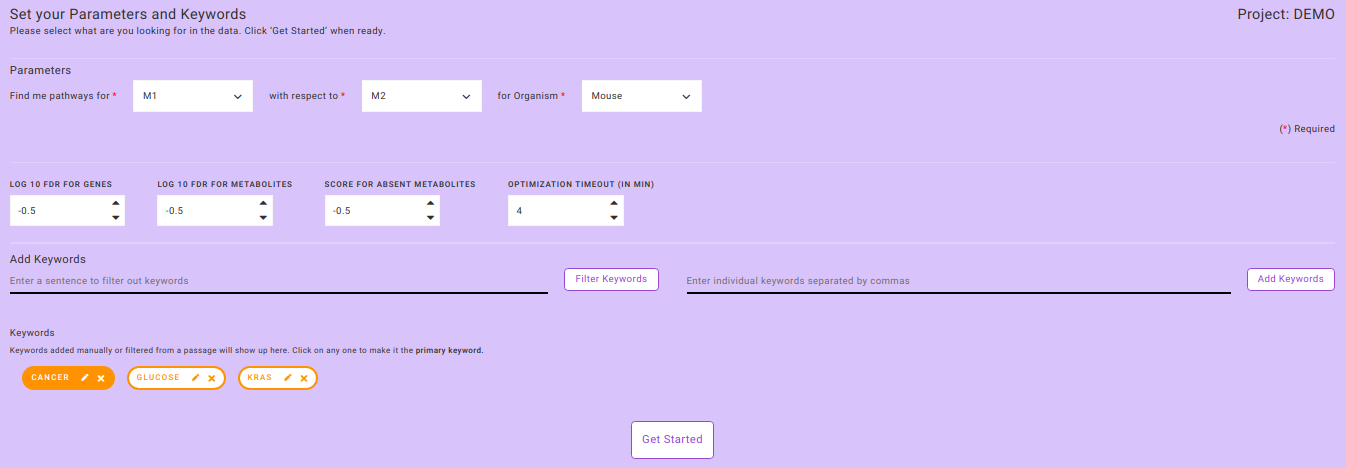 Set your Parameters and Keywords
Project: DEMO
Please select what are you looking for in the data. Click 'Get Started' when ready.
Parameters
Find me pathways for * M1 with respect to * M2 for Organism * Mouse
(*) Required
LOG 10 FDR FOR GENES LOG 10 FDR FOR METABOLITES SCORE FOR ABSENT METABOLITES OPTIMIZATION TIMEOUT (IN MIN)
-0.5 -0.5 -0.5 4
Add Keywords
Enter a sentence to filter out keywords Filter Keywords Enter individual keywords separated by commas Add Keywords
Keywords
Keywords added manually or filtered from a passage will show up here. Click on any one to make it the primary keyword.
CANCER GLUCOSE KRAS
Get Started